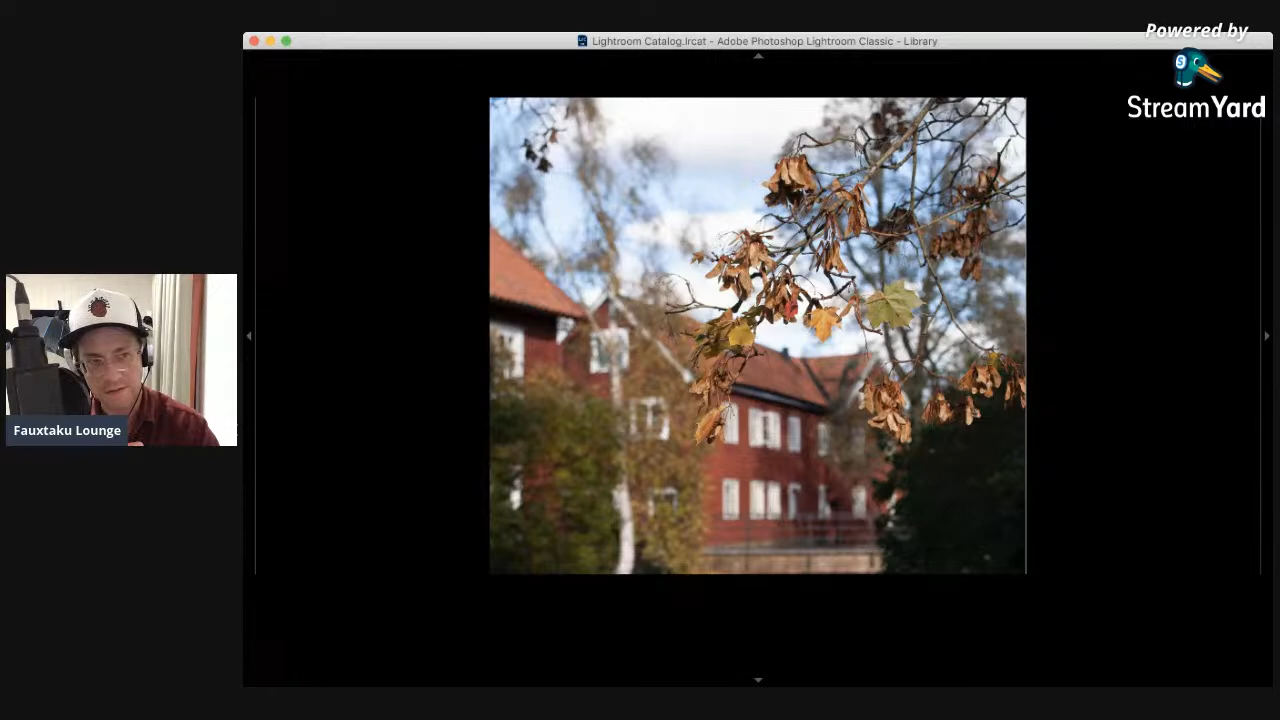 Lightroom Catalog.lrcat - Adobe Photoshop Lightroom Classic - Library
Powered by
StreamYard
Fauxtaku Lounge